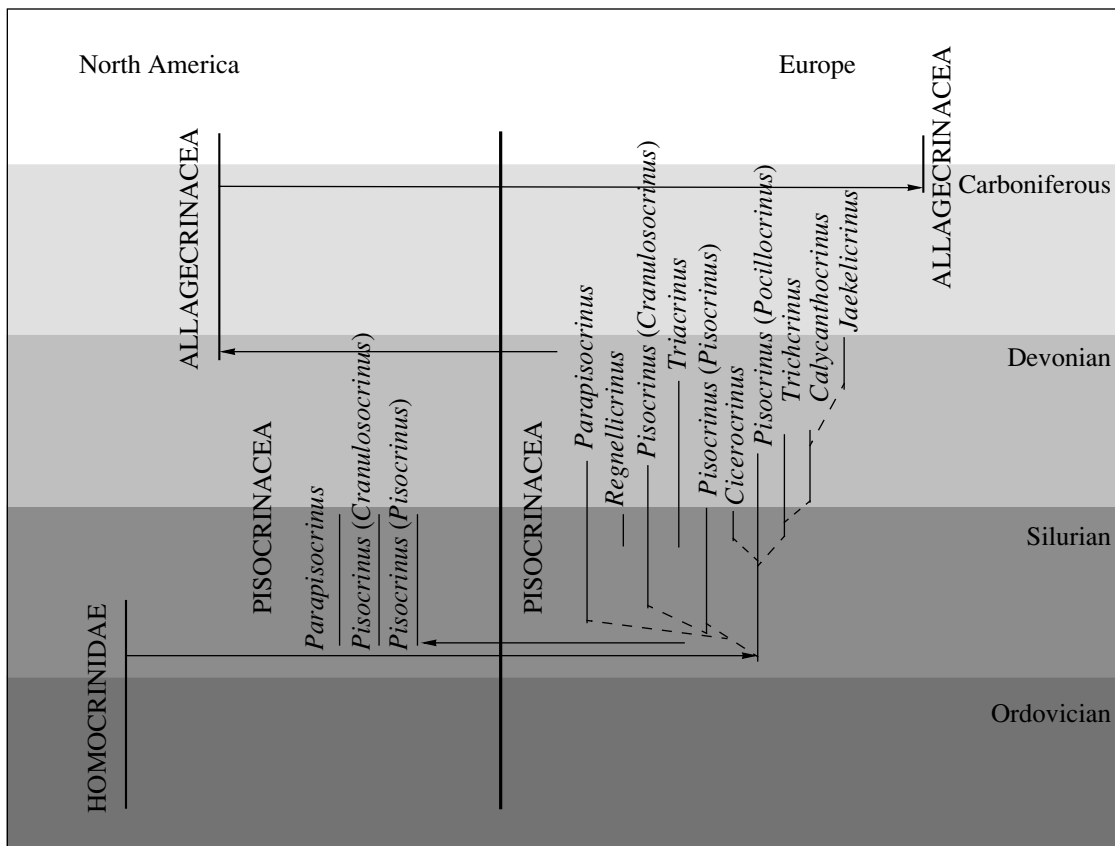 North America
Europe
ALLAGECRINACEA
ALLAGECRINACEA
Carboniferous
Devonian
Silurian
Ordovician
HOMOCRINIDAE
PISOCRINACEA
Parapisocrinus
Pisocrinus (Cranulosocrinus)
Pisocrinus (Pisocrinus)
PISOCRINACEA
Parapisocrinus
Regnellicrinus
Pisocrinus (Cranulosocrinus)
Triacrinus
Pisocrinus (Pisocrinus)
Cicerocrinus
Pisocrinus (Pocillocrinus)
Trichcrinus
Calycanthocrinus
Jaekelicrinus